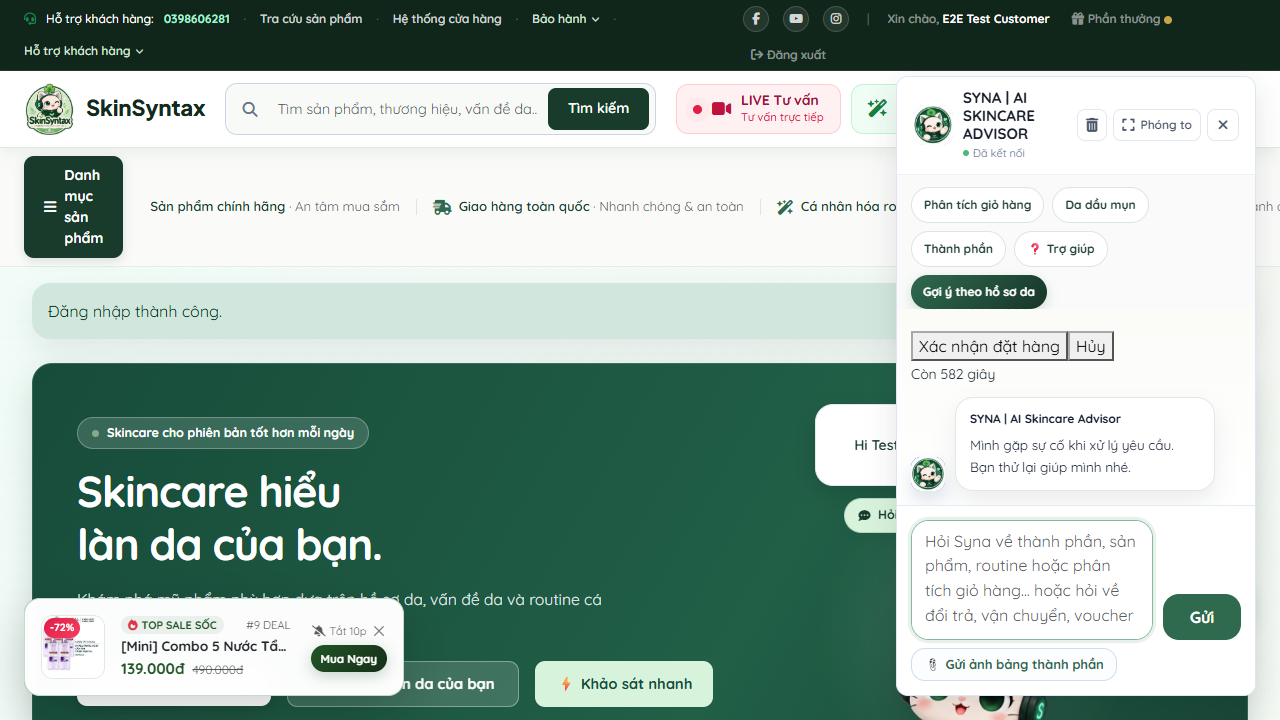 Hỗ trợ khách hàng: 0398606281 · Tra cứu sản phẩm · Hệ thống cửa hàng · Bảo hành ·
Xin chào, E2E Test Customer Phần thưởng
Hỗ trợ khách hàng
Đăng xuất
SkinSyntax
SkinSyntax
Tìm sản phẩm, thương hiệu, vấn đề da..
Tìm kiếm
LIVE Tư vấn
Tư vấn trực tiếp
Danh
mục
sản
phẩm
Sản phẩm chính hãng · An tâm mua sắm
Giao hàng toàn quốc · Nhanh chóng & an toàn
Cá nhân hóa
Đăng nhập thành công.
Skincare cho phiên bản tốt hơn mỗi ngày
Skincare hiểu
làn da của bạn.
da, vấn đề da và routine cá
Hi Test
-72%
TOP SALE SỐC
#9 DEAL
Tắt 10p
[Mini] Combo 5 Nước Tẩ...
139.000đ 490.000đ
Mua Ngay
da của bạn
Khảo sát nhanh
SYNA | AI
SKINCARE
ADVISOR
Đã kết nối
Phóng to
Phân tích giỏ hàng
Da dầu mụn
Thành phần
Trợ giúp
Gợi ý theo hồ sơ da
Xác nhận đặt hàng
Hủy
Còn 582 giây
SYNA | AI Skincare Advisor
Mình gặp sự cố khi xử lý yêu cầu.
Bạn thử lại giúp mình nhé.
Hỏi Syna về thành phần, sản
phẩm, routine hoặc phân
tích giỏ hàng... hoặc hỏi về
đổi trả, vận chuyển, voucher
Gửi
Gửi ảnh bảng thành phần